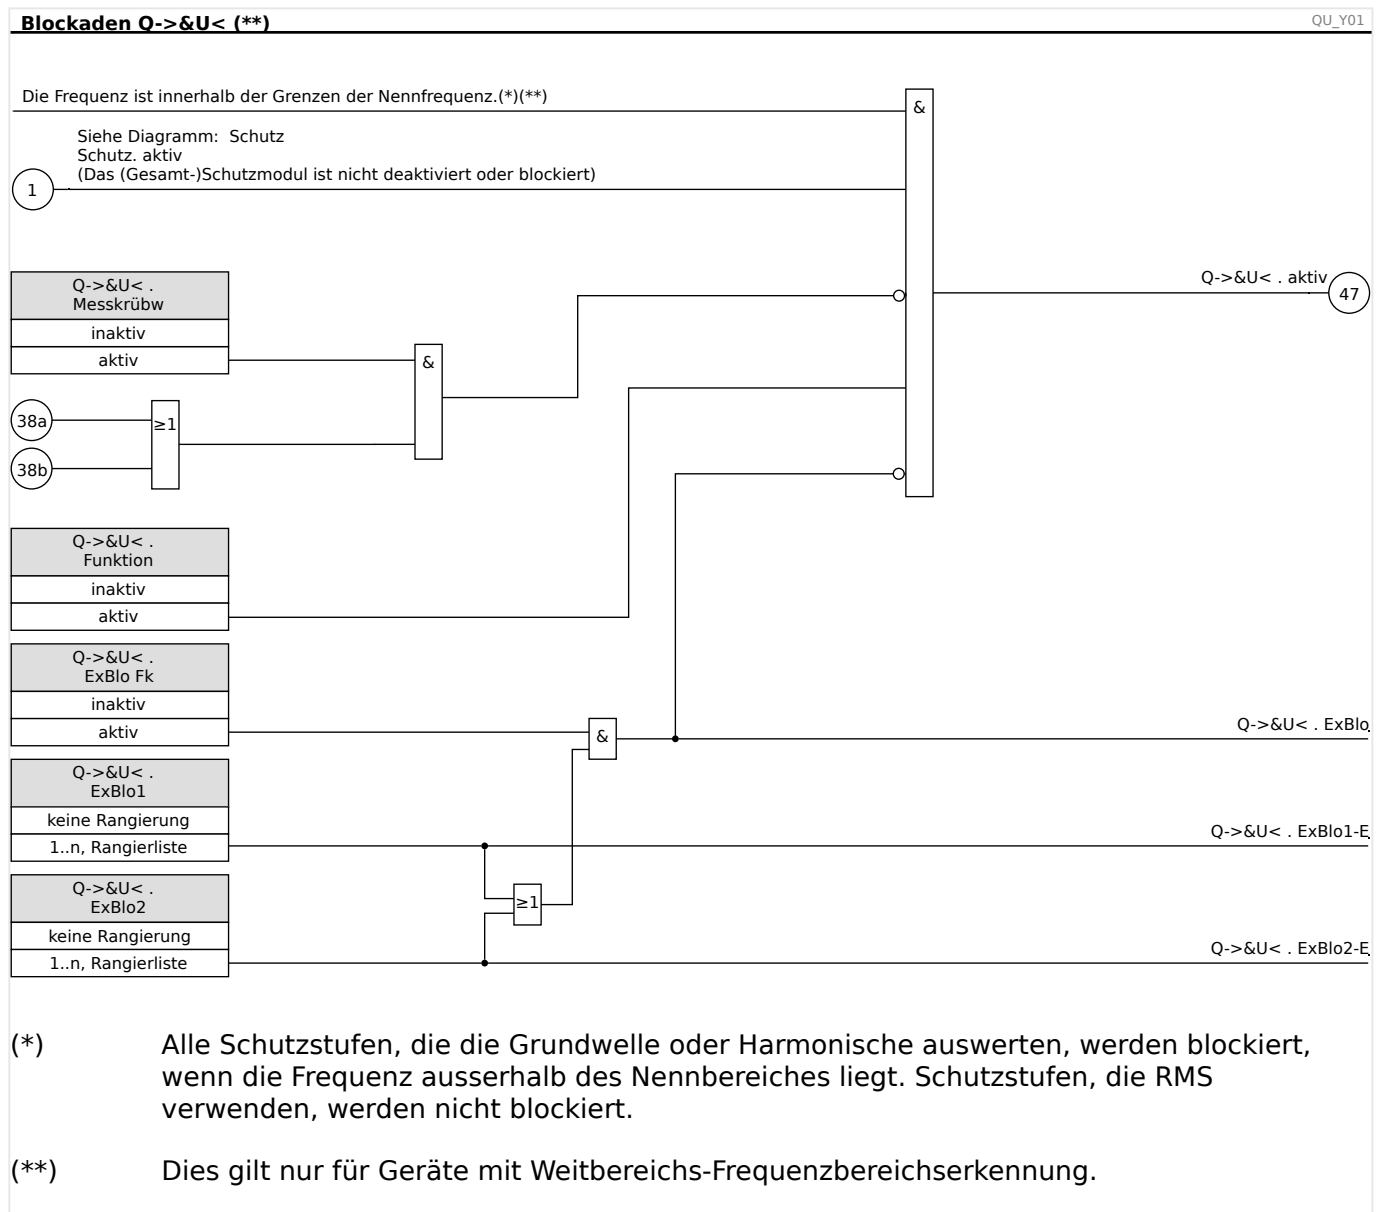 Blockaden Q->&U< (**)
QU_Y01
Die Frequenz ist innerhalb der Grenzen der Nennfrequenz.(*)(**)
&
Siehe Diagramm: Schutz
Schutz. aktiv
(Das (Gesamt-)Schutzmodul ist nicht deaktiviert oder blockiert)
1
Q->&U< .
Messkrübw
inaktiv
aktiv
Q->&U< . aktiv
47
&
38a
≥1
38b
Q->&U< .
Funktion
inaktiv
aktiv
Q->&U< .
ExBlo Fk
inaktiv
aktiv
&
Q->&U< . ExBlo
Q->&U< .
ExBlo1
keine Rangierung
1..n, Rangierliste
Q->&U< . ExBlo1-E
Q->&U< .
ExBlo2
keine Rangierung
1..n, Rangierliste
≥1
Q->&U< . ExBlo2-E
(*) Alle Schutzstufen, die die Grundwelle oder Harmonische auswerten, werden blockiert,
wenn die Frequenz ausserhalb des Nennbereiches liegt. Schutzstufen, die RMS
verwenden, werden nicht blockiert.
(**) Dies gilt nur für Geräte mit Weitbereichs-Frequenzbereichserkennung.